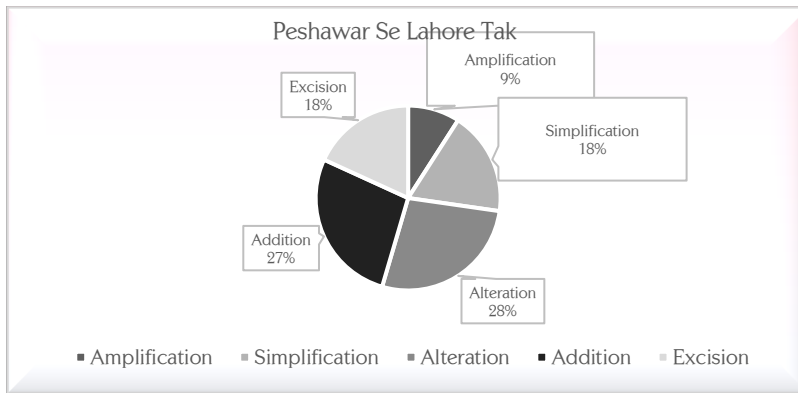 Peshawar Se Lahore Tak
Amplification
9%
Excision
18%
Simplification
18%
Addition
27%
Alteration
28%
Amplification Simplification Alteration Addition Excision